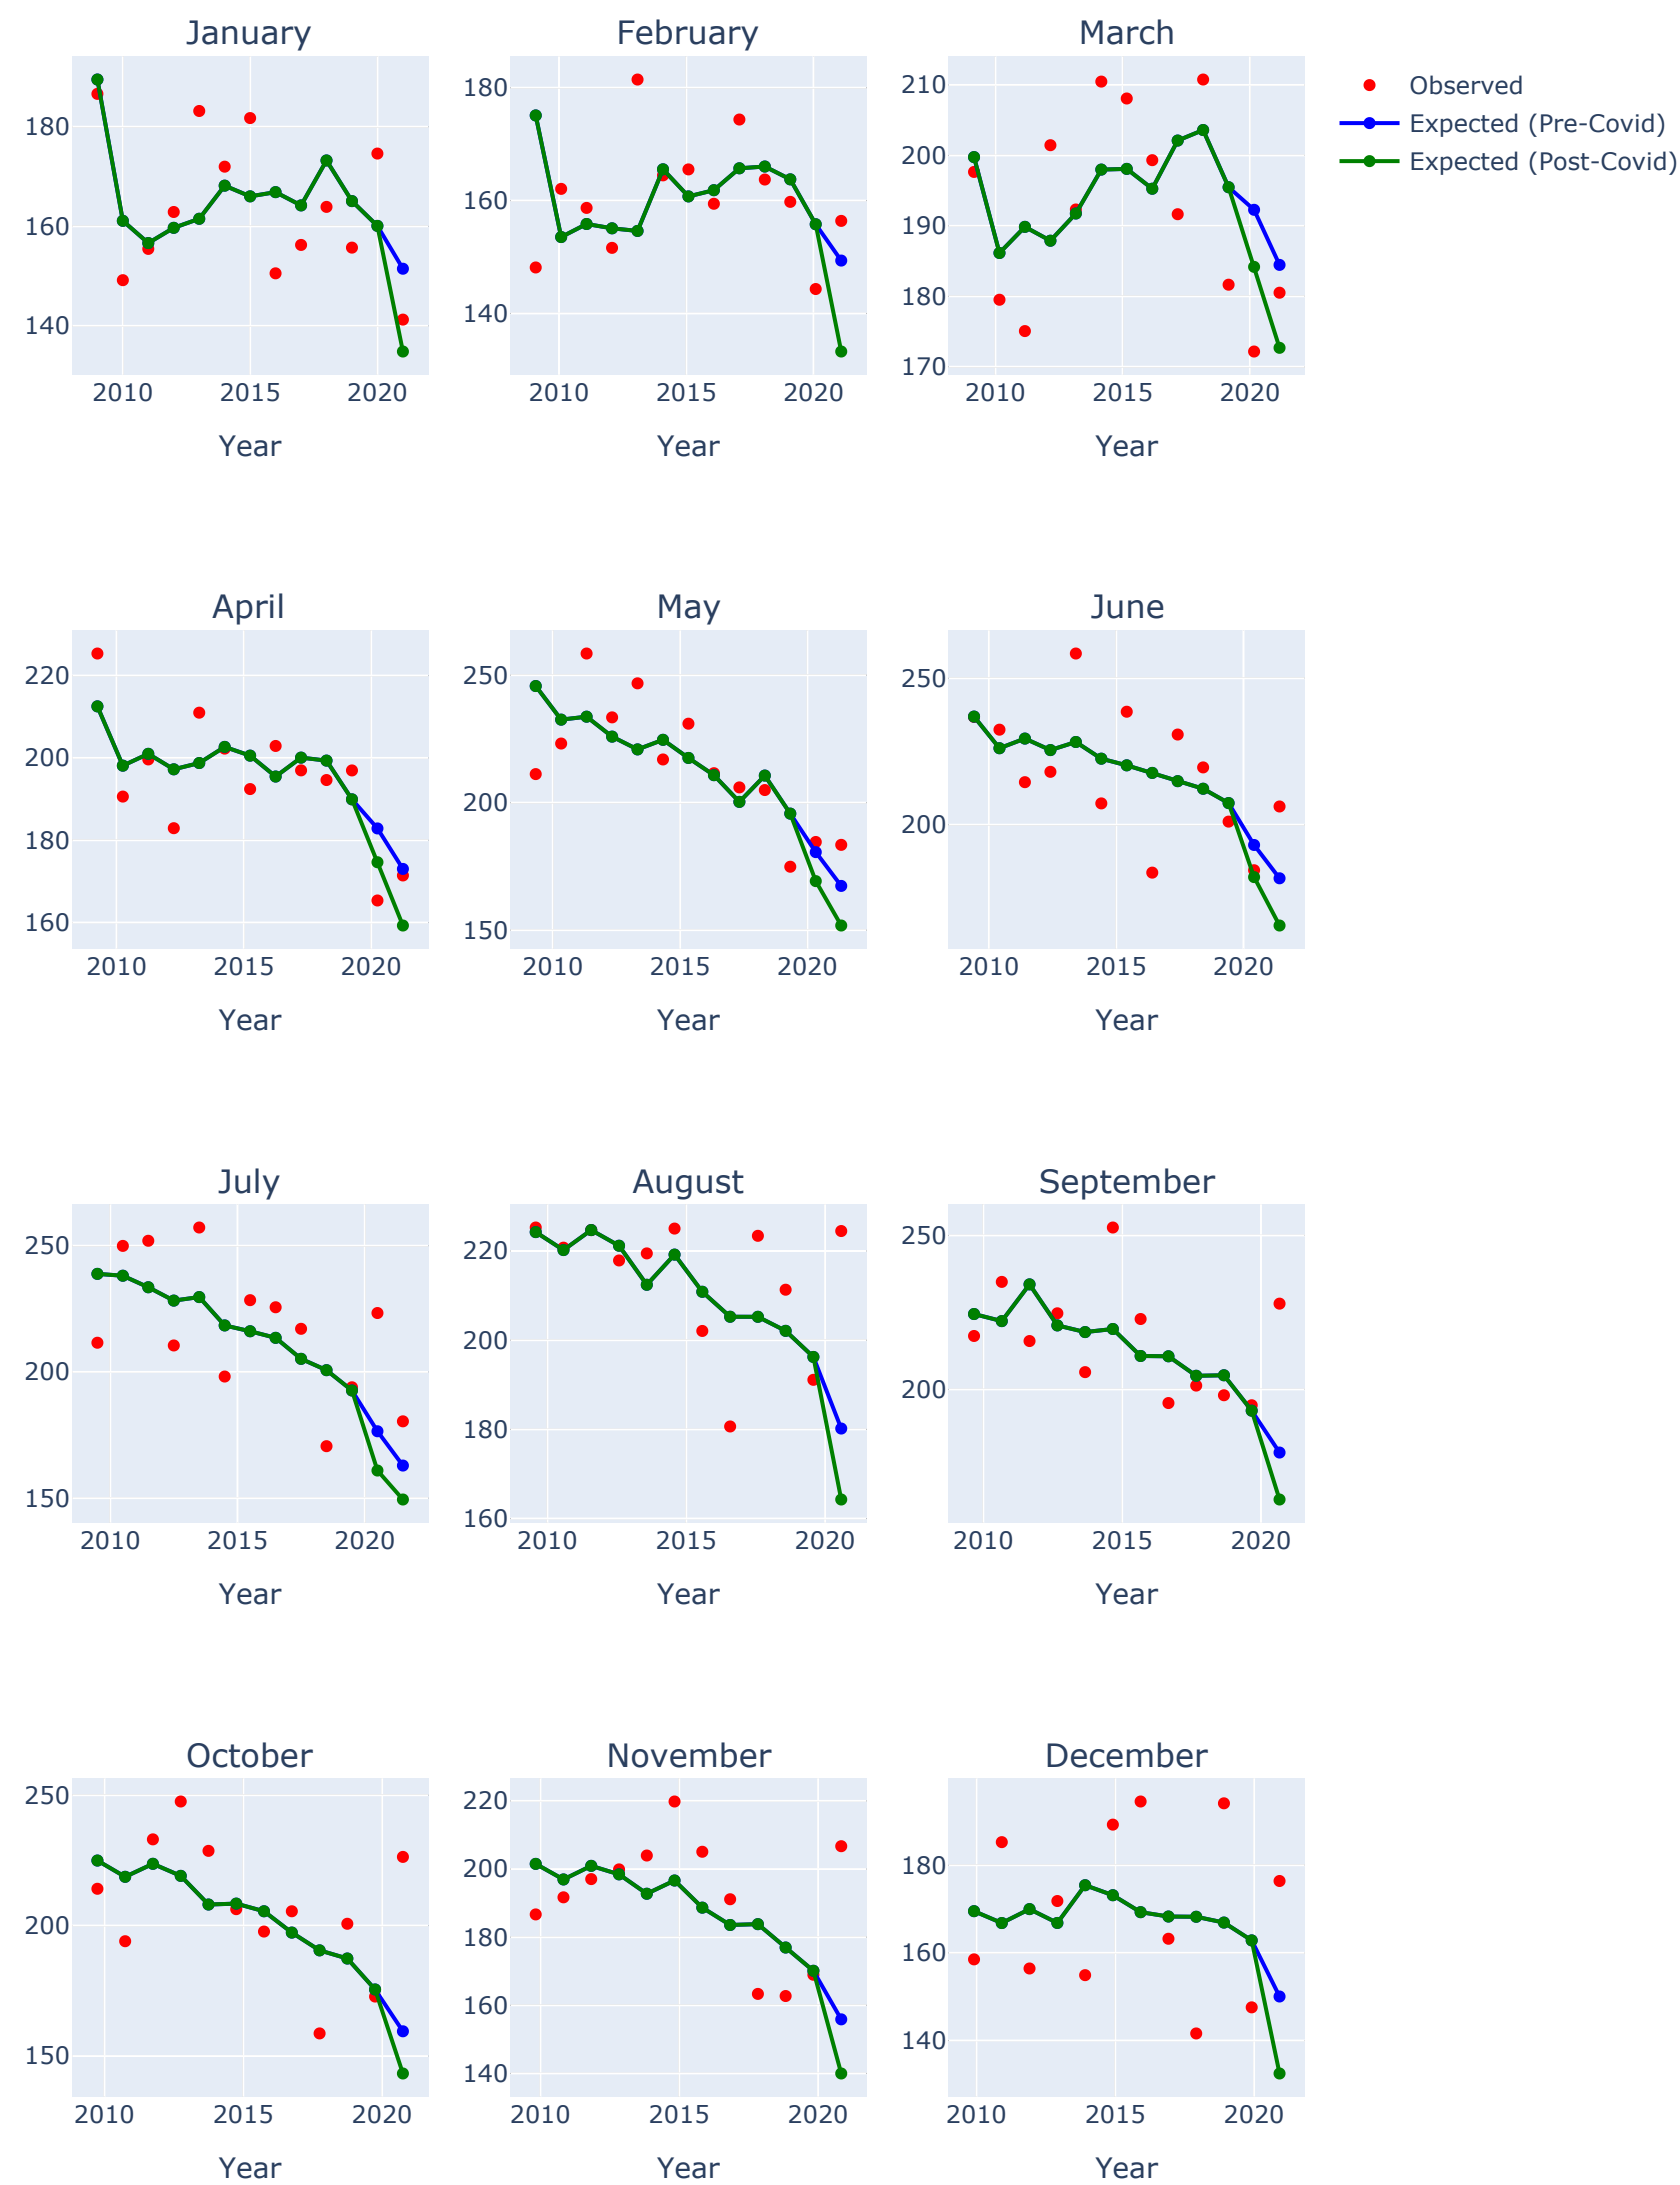 January February March
180
160
140
2010 2015 2020
Year
180
160
140
2010 2015 2020
Year
210
200
190
180
170
2010 2015 2020
Year
Observed
Expected (Pre-Covid)
Expected (Post-Covid)
April May June
220
200
180
160
2010 2015 2020
Year
250
200
150
2010 2015 2020
Year
250
200
2010 2015 2020
Year
July August September
250
200
150
2010 2015 2020
Year
220
200
180
160
2010 2015 2020
Year
250
200
2010 2015 2020
Year
October November December
250
200
150
2010 2015 2020
Year
220
200
180
160
140
2010 2015 2020
Year
180
160
140
2010 2015 2020
Year